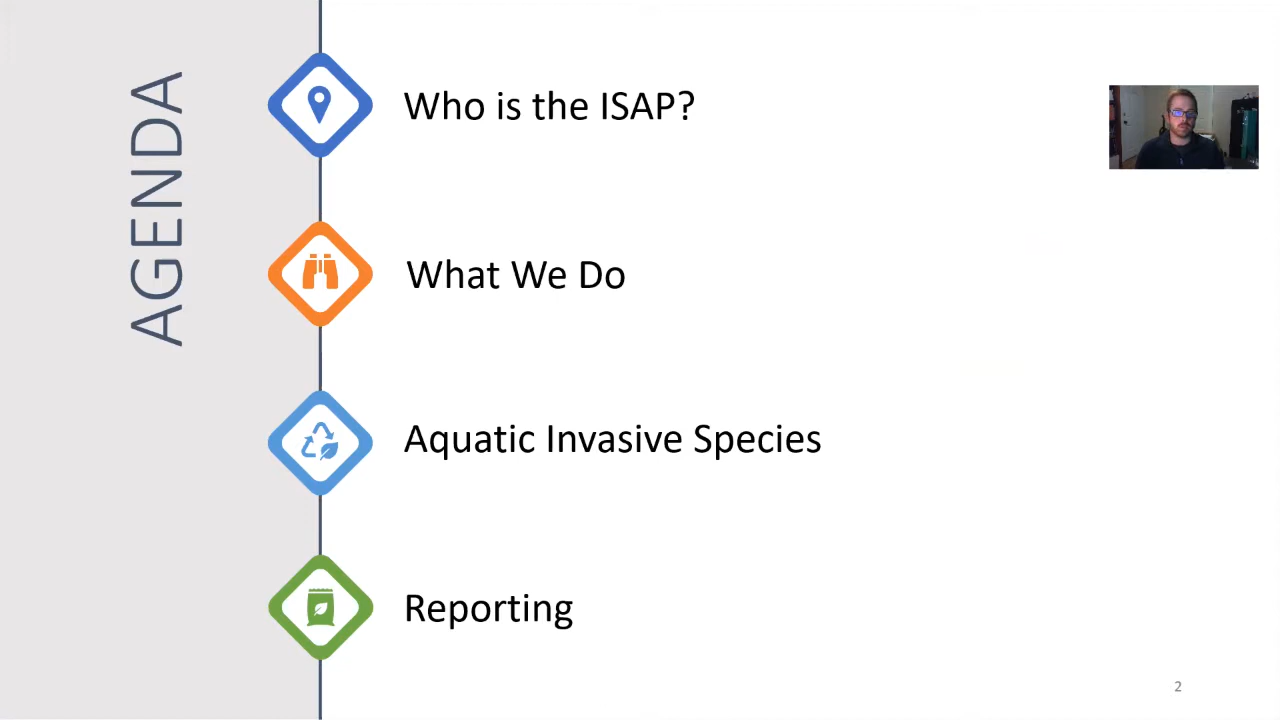 AGENDA
Who is the ISAP?
What We Do
Aquatic Invasive Species
Reporting
2